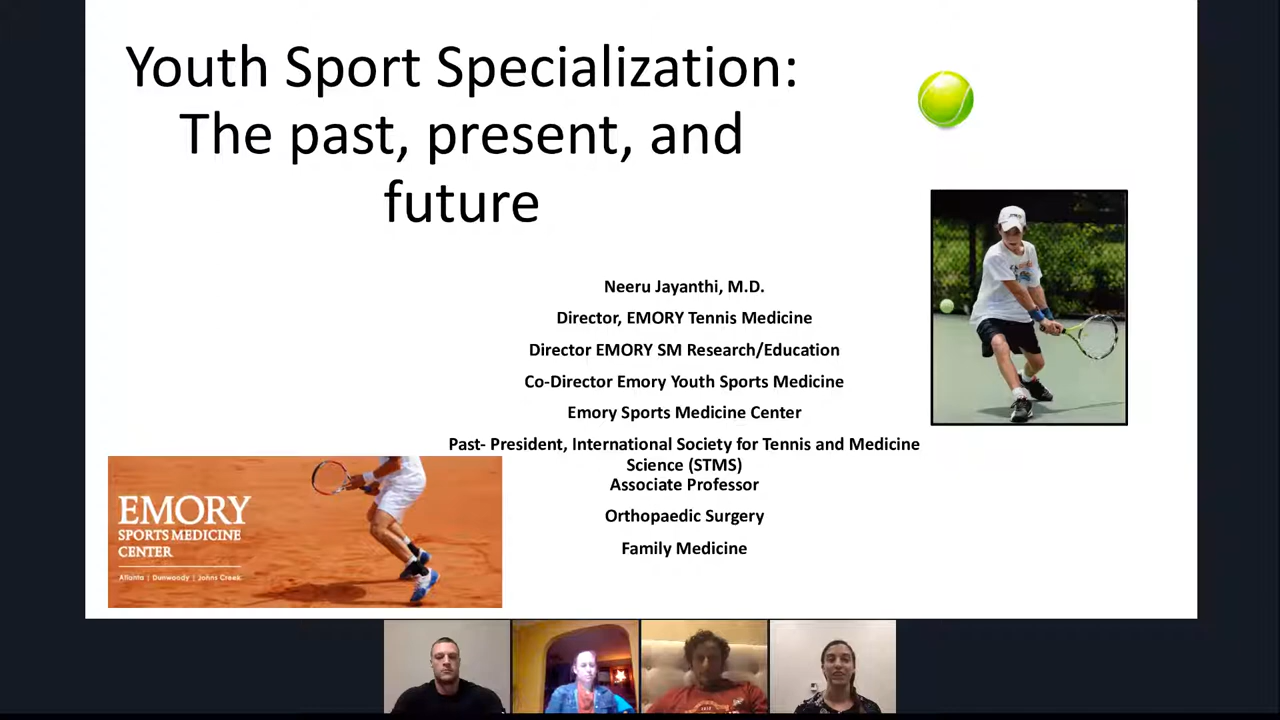 Youth Sport Specialization:
The past, present, and
future
Neeru Jayanthi, M.D.
Director, EMORY Tennis Medicine
Director EMORY SM Research/Education
Co-Director Emory Youth Sports Medicine
Emory Sports Medicine Center
Past- President, International Society for Tennis and Medicine
Science (STMS)
Associate Professor
Orthopaedic Surgery
Family Medicine
EMORY
SPORTS MEDICINE
CENTER
Atlanta | Dunwoody | Johns Creek